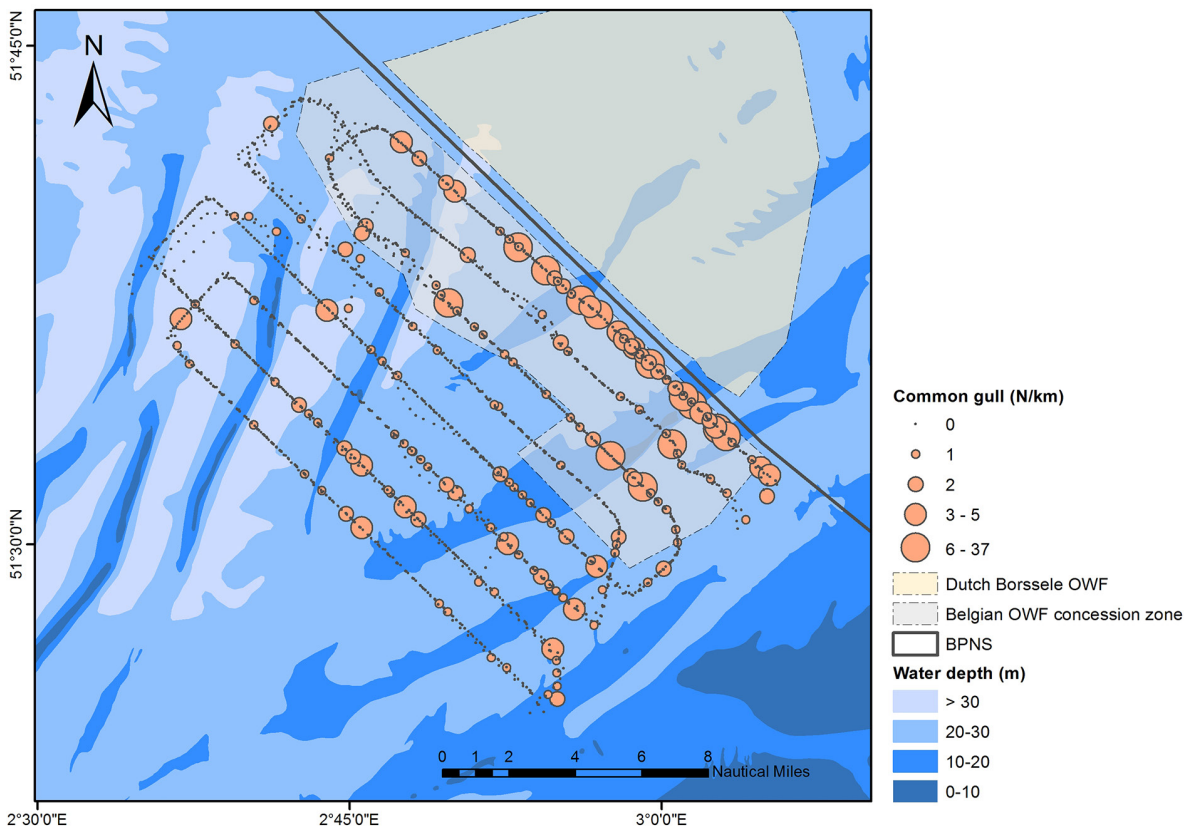 51°45'0"N
N
51°30'0"N
0 1 2 4 6 8
Nautical Miles
2°30'0"E 2°45'0"E 3°0'0"E
Common gull (N/km)
0
1
2
3 - 5
6 - 37
Dutch Borssele OWF
Belgian OWF concession zone
BPNS
Water depth (m)
> 30
20-30
10-20
0-10